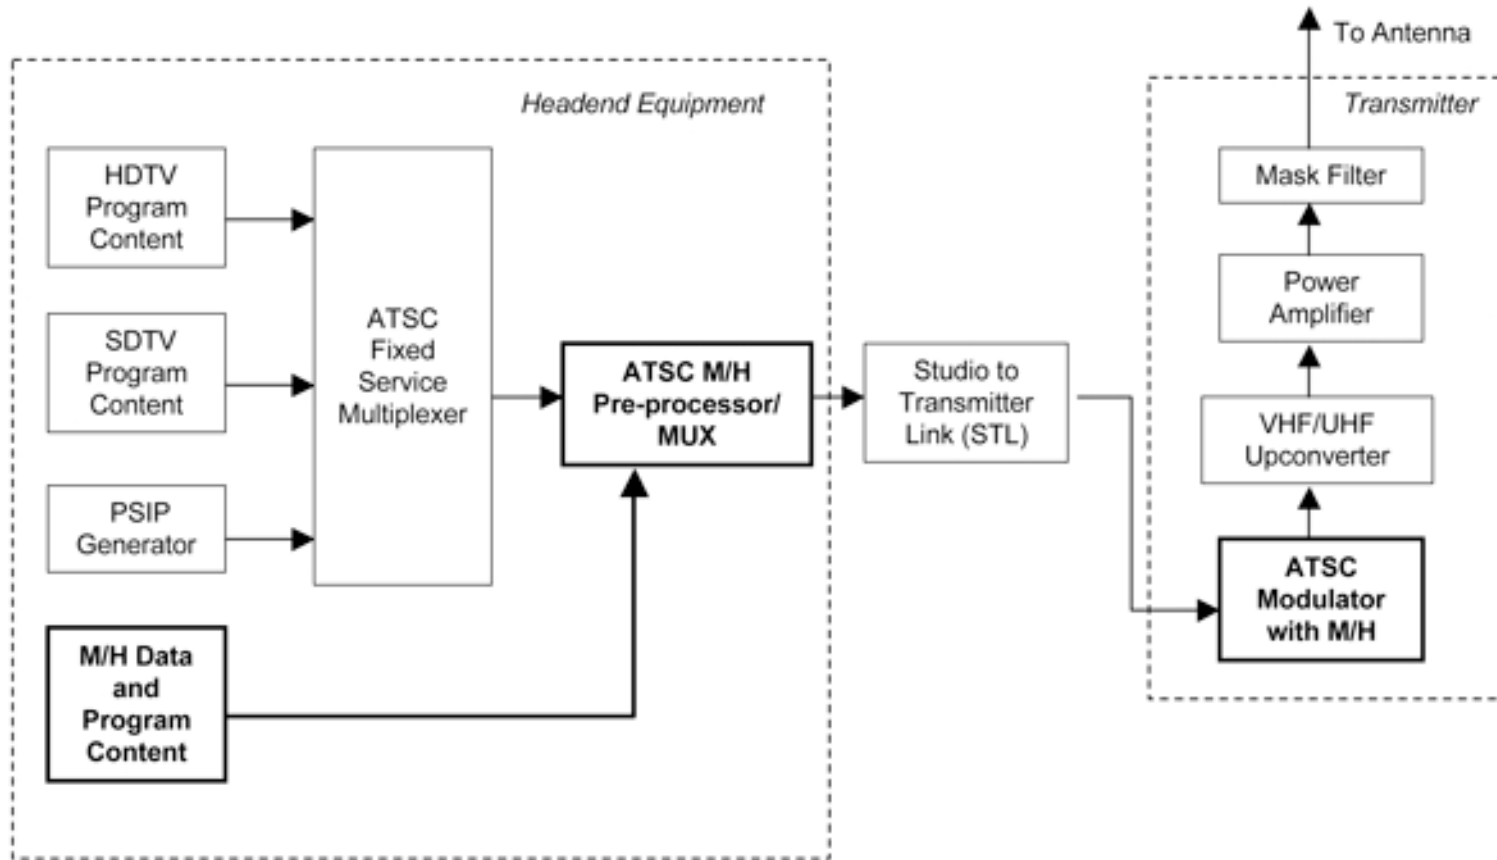 To Antenna
Headend Equipment
Transmitter
HDTV
Program
Content
SDTV
Program
Content
PSIP
Generator
M/H Data
and
Program
Content
ATSC
Fixed
Service
Multiplexer
ATSC M/H
Pre-processor/
MUX
Studio to
Transmitter
Link (STL)
Mask Filter
Power
Amplifier
VHF/UHF
Upconverter
ATSC
Modulator
with M/H